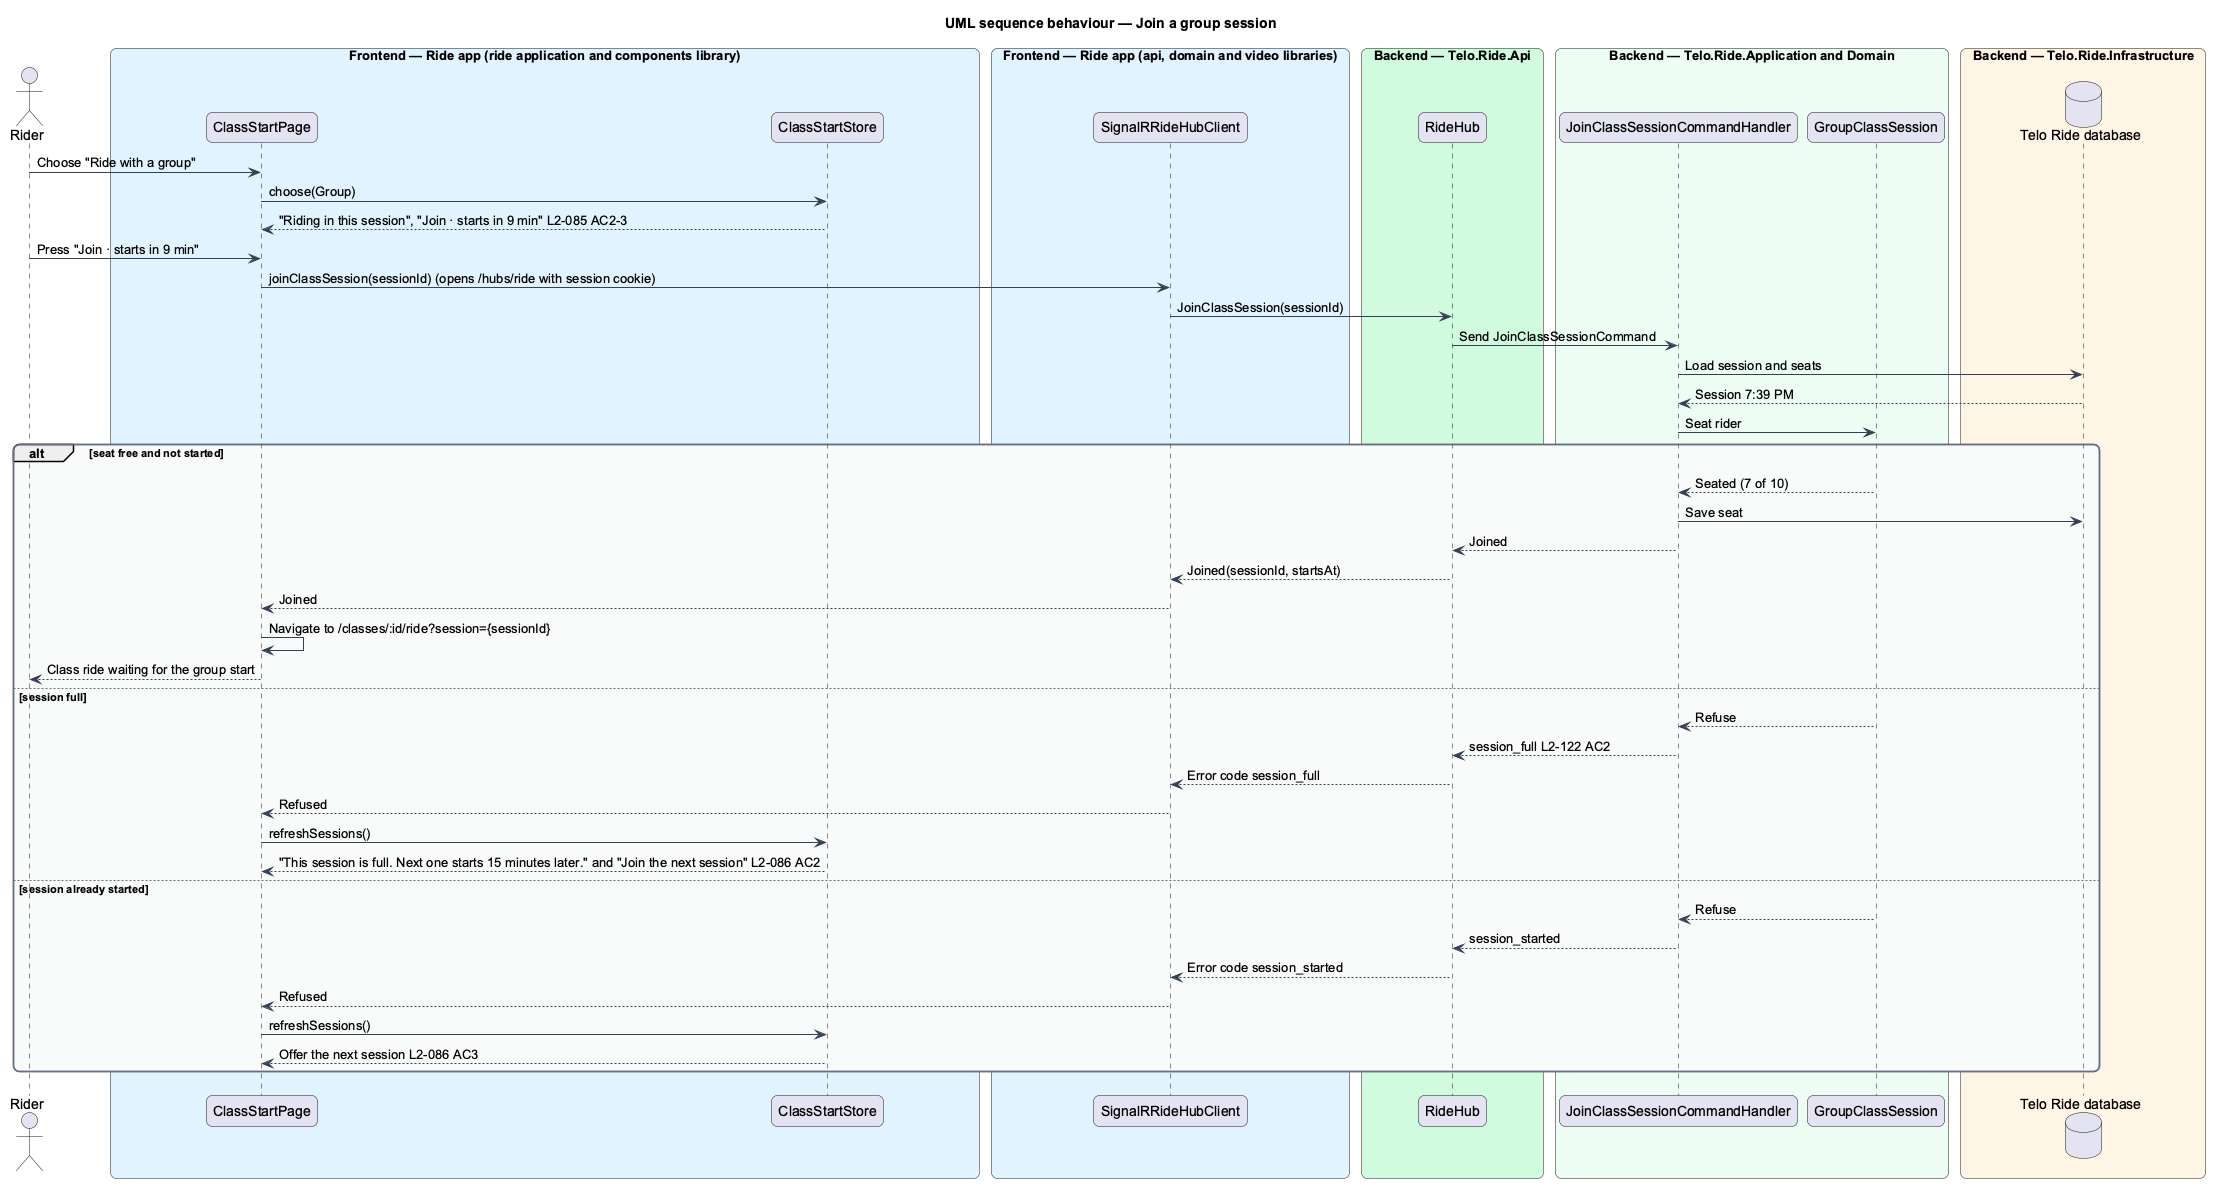 UML sequence behaviour — Join a group session
Frontend — Ride app (ride application and components library)
Frontend — Ride app (api, domain and video libraries)
Backend — Telo.Ride.Api
Backend — Telo.Ride.Application and Domain
Backend — Telo.Ride.Infrastructure
Rider
ClassStartPage
ClassStartStore
SignalRRideHubClient
RideHub
JoinClassSessionCommandHandler
GroupClassSession
Telo Ride database
Choose "Ride with a group"
choose(Group)
"Riding in this session", "Join · starts in 9 min" L2-085 AC2-3
Press "Join · starts in 9 min"
joinClassSession(sessionId) (opens /hubs/ride with session cookie)
JoinClassSession(sessionId)
Send JoinClassSessionCommand
Load session and seats
Session 7:39 PM
Seat rider
alt
[seat free and not started]
Seated (7 of 10)
Save seat
Joined
Joined(sessionId, startsAt)
Joined
Navigate to /classes/:id/ride?session={sessionId}
Class ride waiting for the group start
[session full]
Refuse
session_full L2-122 AC2
Error code session_full
Refused
refreshSessions()
"This session is full. Next one starts 15 minutes later." and "Join the next session" L2-086 AC2
[session already started]
Refuse
session_started
Error code session_started
Refused
refreshSessions()
Offer the next session L2-086 AC3
Rider
ClassStartPage
ClassStartStore
SignalRRideHubClient
RideHub
JoinClassSessionCommandHandler
GroupClassSession
Telo Ride database